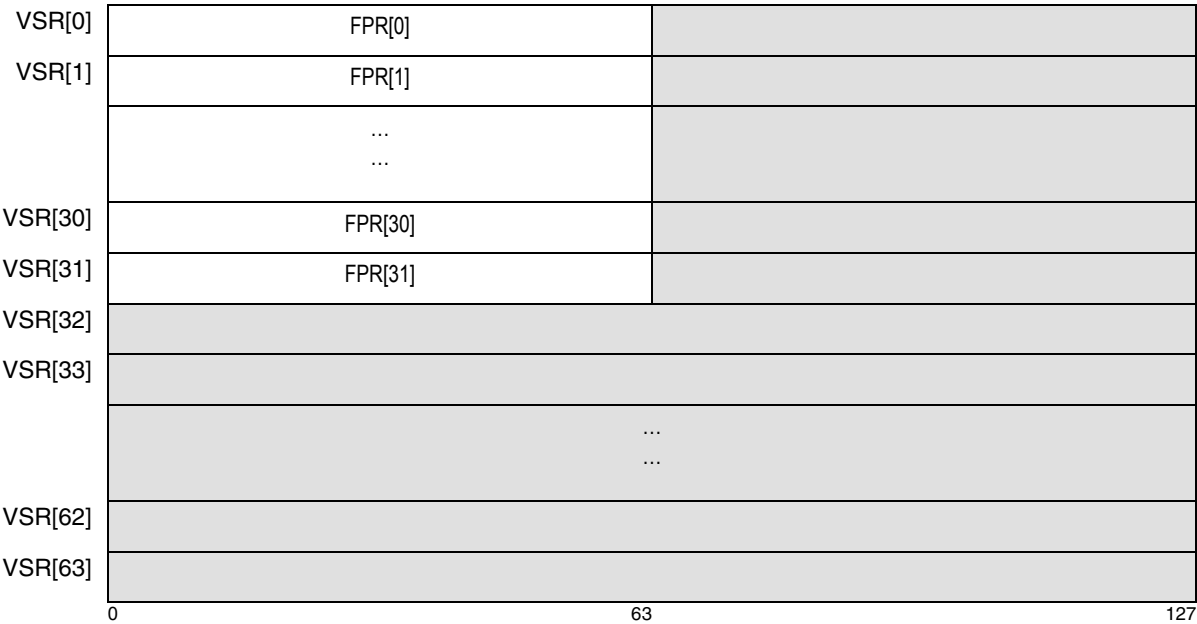 VSR[0] FPR[0]
VSR[1] FPR[1]
...
...
VSR[30] FPR[30]
VSR[31] FPR[31]
VSR[32]
VSR[33]
...
...
VSR[62]
VSR[63]
0 63 127